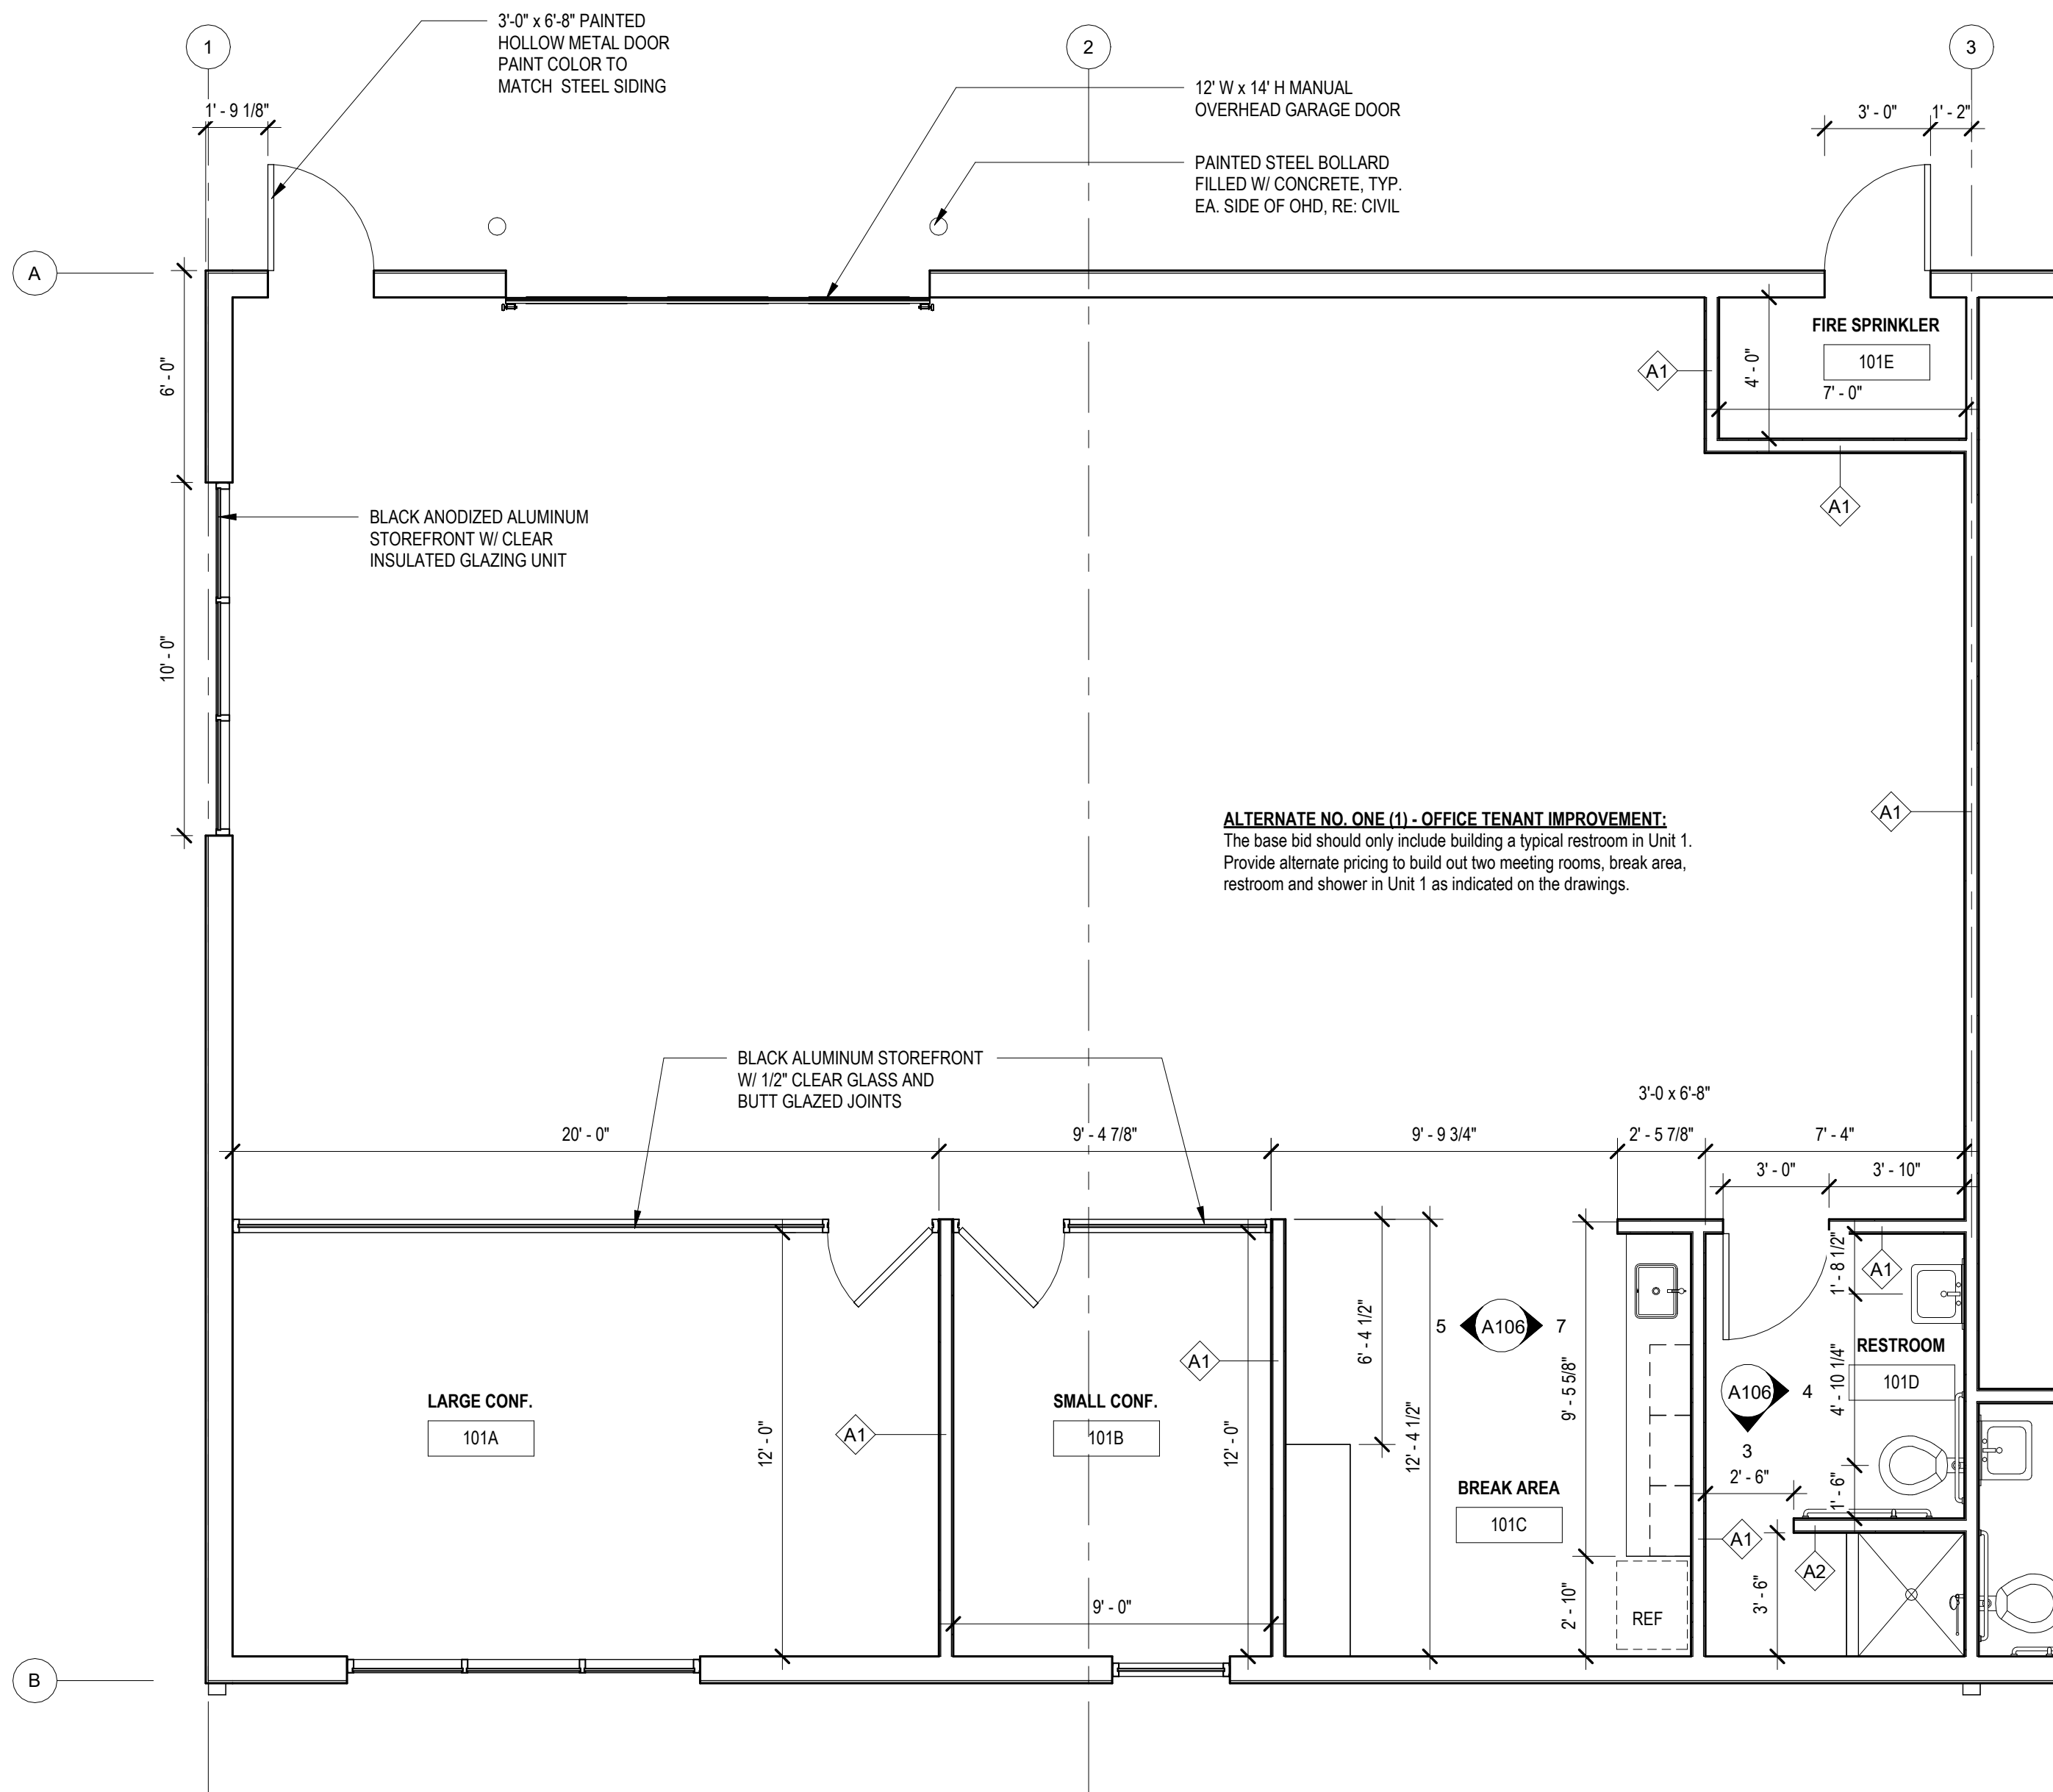 1
2
3
3'-0" x 6'-8" PAINTED
HOLLOW METAL DOOR
PAINT COLOR TO
MATCH STEEL SIDING
12' W x 14' H MANUAL
OVERHEAD GARAGE DOOR
1' - 9 1/8"
3' - 0"
1' - 2"
PAINTED STEEL BOLLARD
FILLED W/ CONCRETE, TYP.
EA. SIDE OF OHD, RE: CIVIL
A
FIRE SPRINKLER
101E
4' - 0"
7' - 0"
A1
6' - 0"
A1
BLACK ANODIZED ALUMINUM
STOREFRONT W/ CLEAR
INSULATED GLAZING UNIT
10' - 0"
A1
ALTERNATE NO. ONE (1) - OFFICE TENANT IMPROVEMENT:
The base bid should only include building a typical restroom in Unit 1.
Provide alternate pricing to build out two meeting rooms, break area,
restroom and shower in Unit 1 as indicated on the drawings.
BLACK ALUMINUM STOREFRONT
W/ 1/2" CLEAR GLASS AND
BUTT GLAZED JOINTS
3'-0 x 6'-8"
20' - 0"
9' - 4 7/8"
9' - 9 3/4"
2' - 5 7/8"
7' - 4"
3' - 0"
3' - 10"
1' - 8 1/2"
A1
6' - 4 1/2"
5
A106
7
A1
RESTROOM
101D
4' - 10 1/4"
A106
4
3
9' - 5 5/8"
LARGE CONF.
101A
SMALL CONF.
101B
A1
12' - 0"
12' - 0"
12' - 4 1/2"
2' - 6"
1' - 6"
BREAK AREA
101C
A1
A2
3' - 6"
9' - 0"
2' - 10"
REF
B